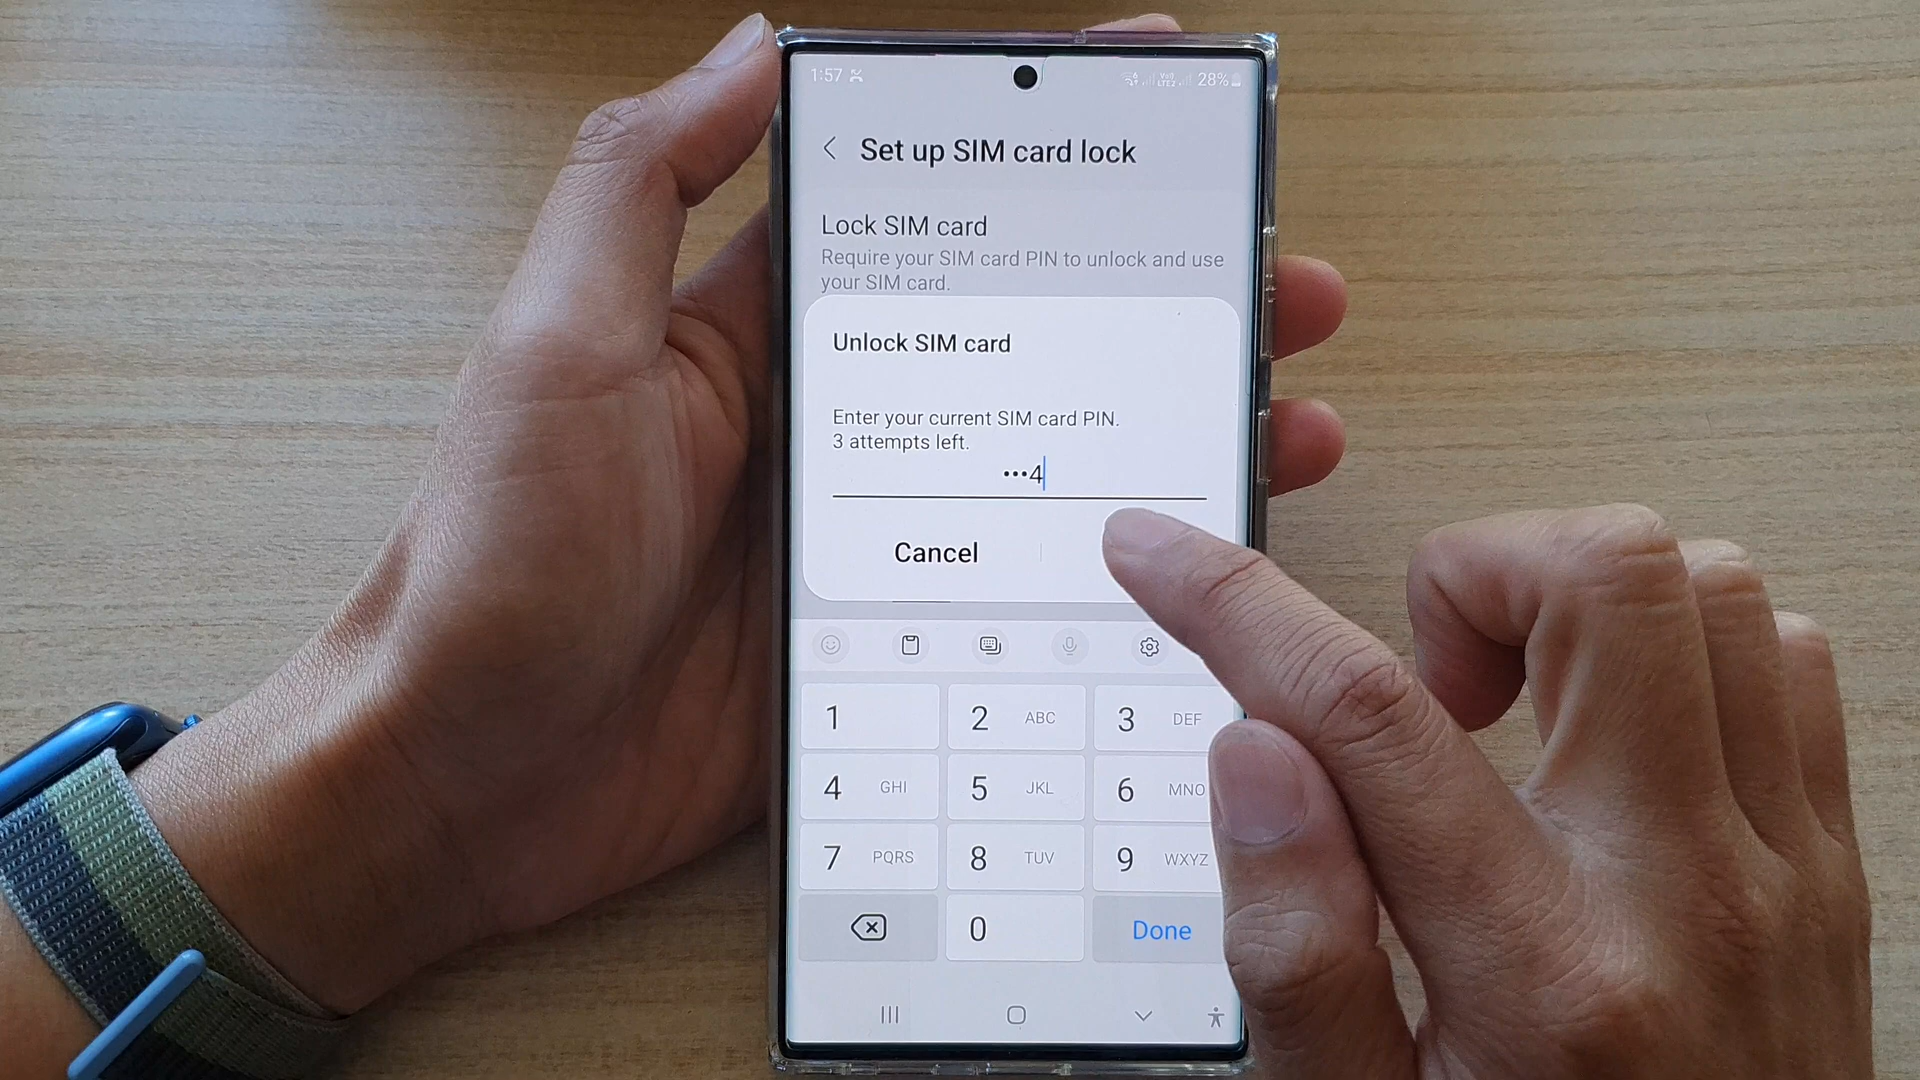 1:57 28%
Set up SIM card lock
Lock SIM card
Require your SIM card PIN to unlock and use
your SIM card.
Unlock SIM card
Enter your current SIM card PIN.
3 attempts left.
•••4
Cancel
1 2 ABC 3 DEF
4 GHI 5 JKL 6 MNO
7 PQRS 8 TUV 9 WXYZ
0 Done